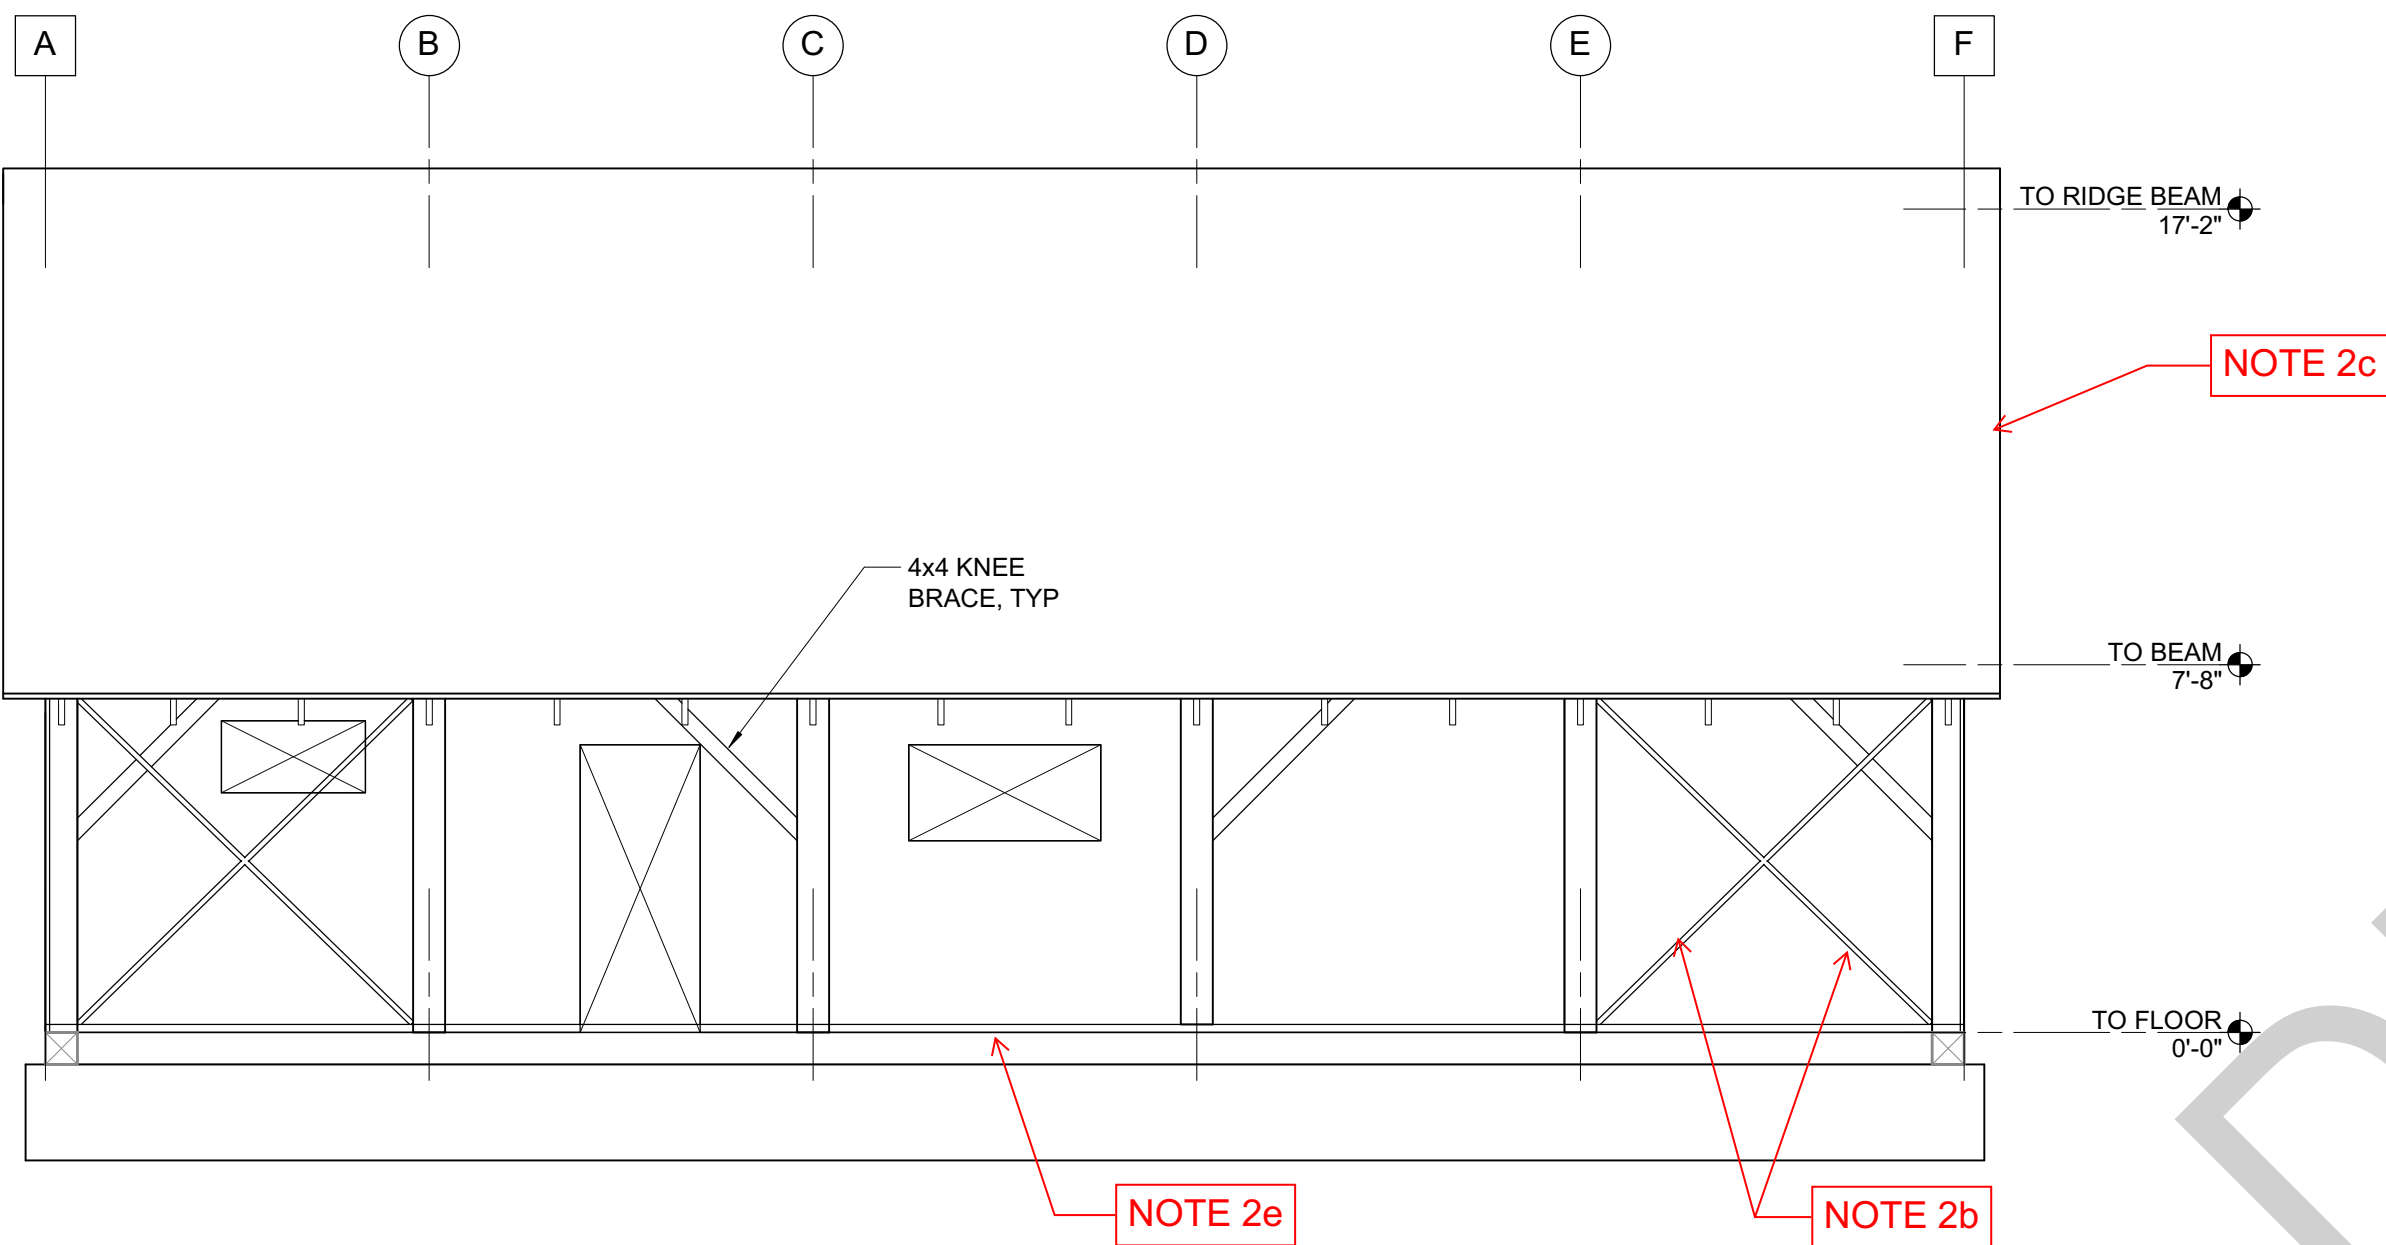 A
B
C
D
E
F
TO RIDGE BEAM
17'-2"
NOTE 2c
4x4 KNEE
BRACE, TYP
TO BEAM
7'-8"
TO FLOOR
0'-0"
NOTE 2e
NOTE 2b